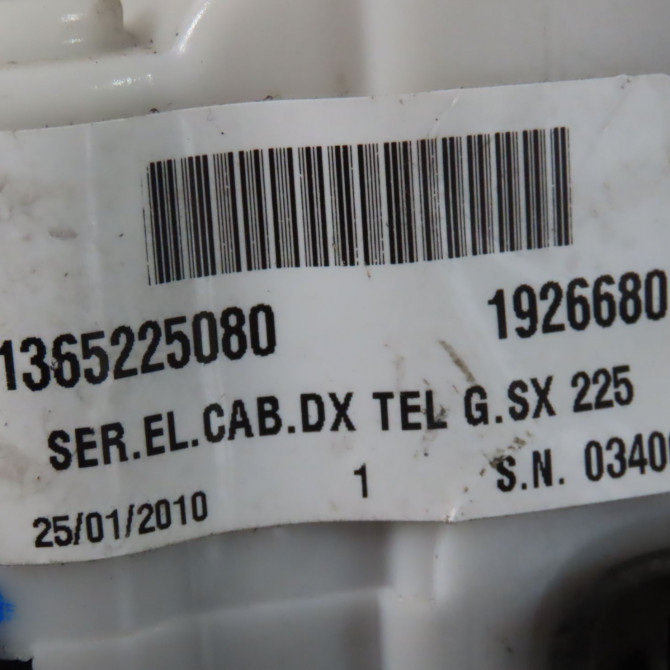 1365225080 1926680
SER.EL.CAB.DX TEL G.SX 225
25/01/2010 1 S.N. 0340